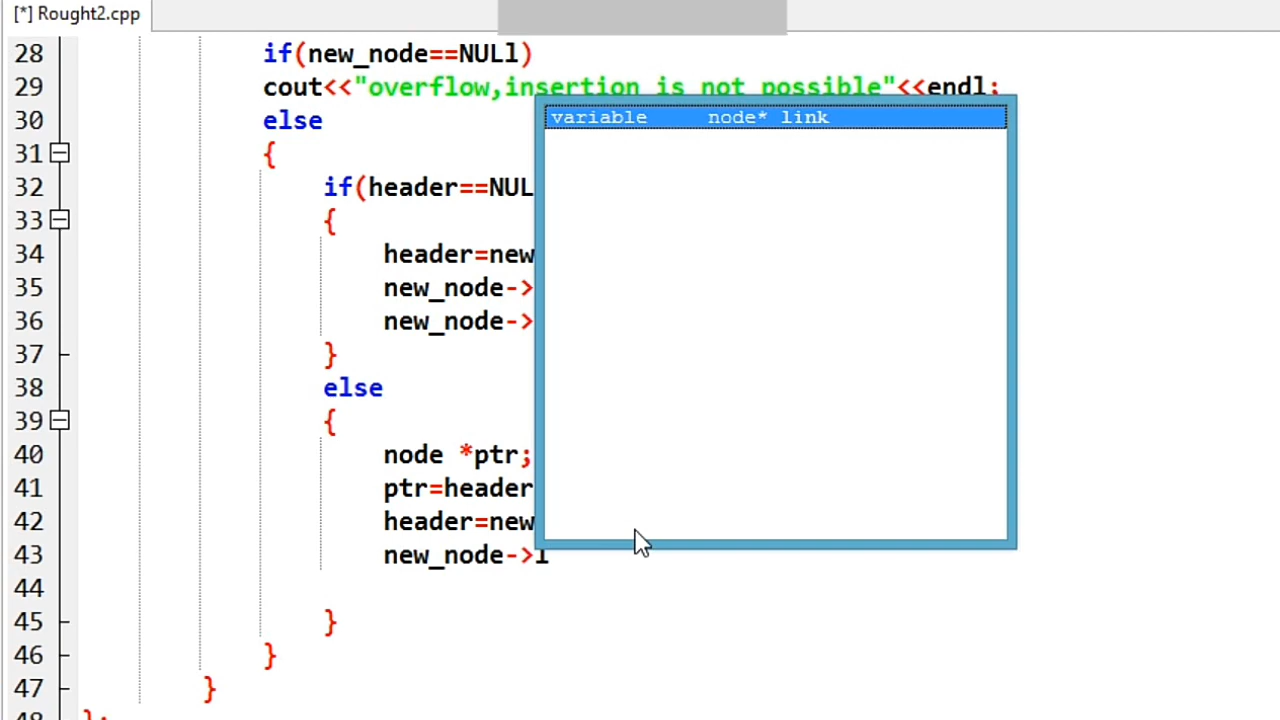 [*] Rought2.cpp
28 if(new_node==NULl)
29 cout<<"overflow,insertion is not possible"<<endl;
variable node* link
30 else
31 {
32 if(header==NUL
33 {
34 header=new
35 new_node->
36 new_node->
37 }
38 else
39 {
40 node *ptr;
41 ptr=header
42 header=new
43 new_node->l
44
45 }
46 }
47 }
48 };